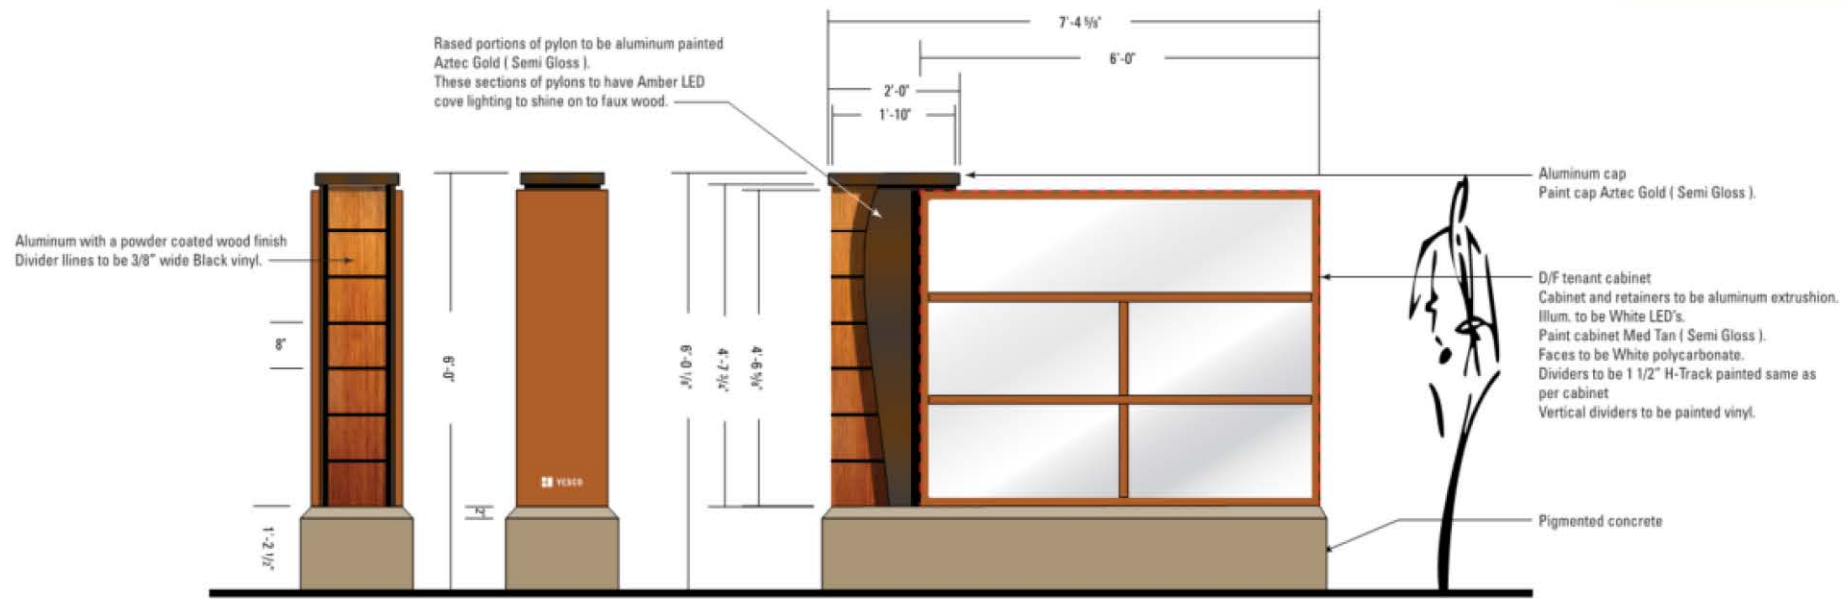 7'-4 5/8"
6'-0"
2'-0"
1'-10"
Rased portions of pylon to be aluminum painted
Aztec Gold ( Semi Gloss ).
These sections of pylons to have Amber LED
cove lighting to shine on to faux wood.
Aluminum cap
Paint cap Aztec Gold ( Semi Gloss ).
Aluminum with a powder coated wood finish
Divider llines to be 3/8" wide Black vinyl.
D/F tenant cabinet
Cabinet and retainers to be aluminum extrushion.
Illum. to be White LED's.
Paint cabinet Med Tan ( Semi Gloss ).
Faces to be White polycarbonate.
Dividers to be 1 1/2" H-Track painted same as
per cabinet
Vertical dividers to be painted vinyl.
8"
6'-0"
6'-0 1/8"
4'-7 3/4"
4'-6 5/8"
YESCO
2"
1'-2 1/2"
Pigmented concrete